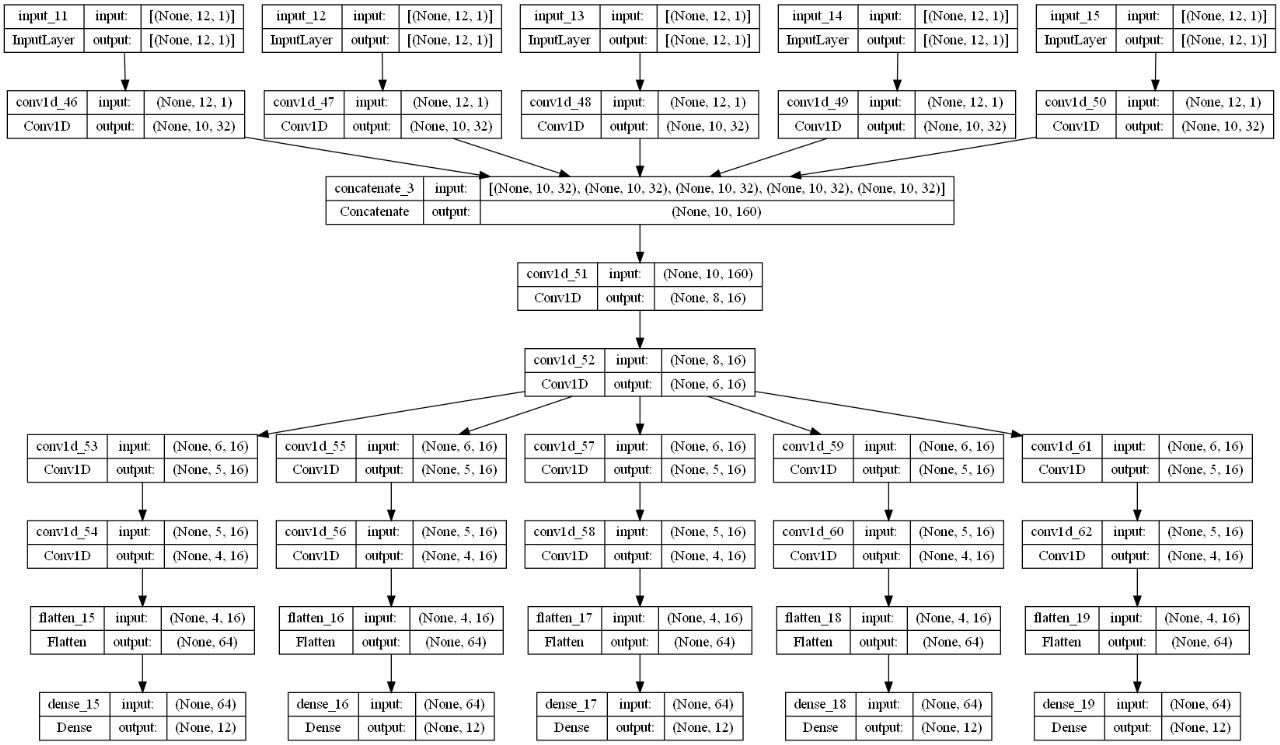 input_11 input: [(None, 12, 1)] input_12 input: [(None, 12, 1)] input_13 input: [(None, 12, 1)] input_14 input: [(None, 12, 1)] input_15 input: [(None, 12, 1)]
InputLayer output: [(None, 12, 1)] InputLayer output: [(None, 12, 1)] InputLayer output: [(None, 12, 1)] InputLayer output: [(None, 12, 1)] InputLayer output: [(None, 12, 1)]
conv1d_46 input: (None, 12, 1) conv1d_47 input: (None, 12, 1) conv1d_48 input: (None, 12, 1) conv1d_49 input: (None, 12, 1) conv1d_50 input: (None, 12, 1)
Conv1D output: (None, 10, 32) Conv1D output: (None, 10, 32) Conv1D output: (None, 10, 32) Conv1D output: (None, 10, 32) Conv1D output: (None, 10, 32)
concatenate_3 input: [(None, 10, 32), (None, 10, 32), (None, 10, 32), (None, 10, 32), (None, 10, 32)]
Concatenate output: (None, 10, 160)
conv1d_51 input: (None, 10, 160)
Conv1D output: (None, 8, 16)
conv1d_52 input: (None, 8, 16)
Conv1D output: (None, 6, 16)
conv1d_53 input: (None, 6, 16) conv1d_55 input: (None, 6, 16) conv1d_57 input: (None, 6, 16) conv1d_59 input: (None, 6, 16) conv1d_61 input: (None, 6, 16)
Conv1D output: (None, 5, 16) Conv1D output: (None, 5, 16) Conv1D output: (None, 5, 16) Conv1D output: (None, 5, 16) Conv1D output: (None, 5, 16)
conv1d_54 input: (None, 5, 16) conv1d_56 input: (None, 5, 16) conv1d_58 input: (None, 5, 16) conv1d_60 input: (None, 5, 16) conv1d_62 input: (None, 5, 16)
Conv1D output: (None, 4, 16) Conv1D output: (None, 4, 16) Conv1D output: (None, 4, 16) Conv1D output: (None, 4, 16) Conv1D output: (None, 4, 16)
flatten_15 input: (None, 4, 16) flatten_16 input: (None, 4, 16) flatten_17 input: (None, 4, 16) flatten_18 input: (None, 4, 16) flatten_19 input: (None, 4, 16)
Flatten output: (None, 64) Flatten output: (None, 64) Flatten output: (None, 64) Flatten output: (None, 64) Flatten output: (None, 64)
dense_15 input: (None, 64) dense_16 input: (None, 64) dense_17 input: (None, 64) dense_18 input: (None, 64) dense_19 input: (None, 64)
Dense output: (None, 12) Dense output: (None, 12) Dense output: (None, 12) Dense output: (None, 12) Dense output: (None, 12)